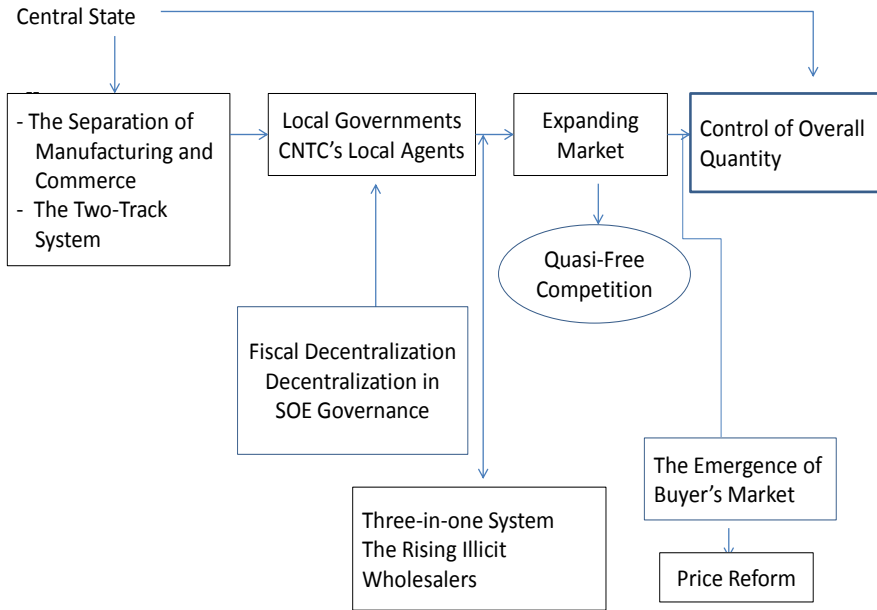 Central State
- The Separation of
Manufacturing and
Commerce
- The Two-Track
System
Local Governments
CNTC's Local Agents
Expanding
Market
Control of Overall
Quantity
Quasi-Free
Competition
Fiscal Decentralization
Decentralization in
SOE Governance
The Emergence of
Buyer's Market
Three-in-one System
The Rising Illicit
Wholesalers
Price Reform